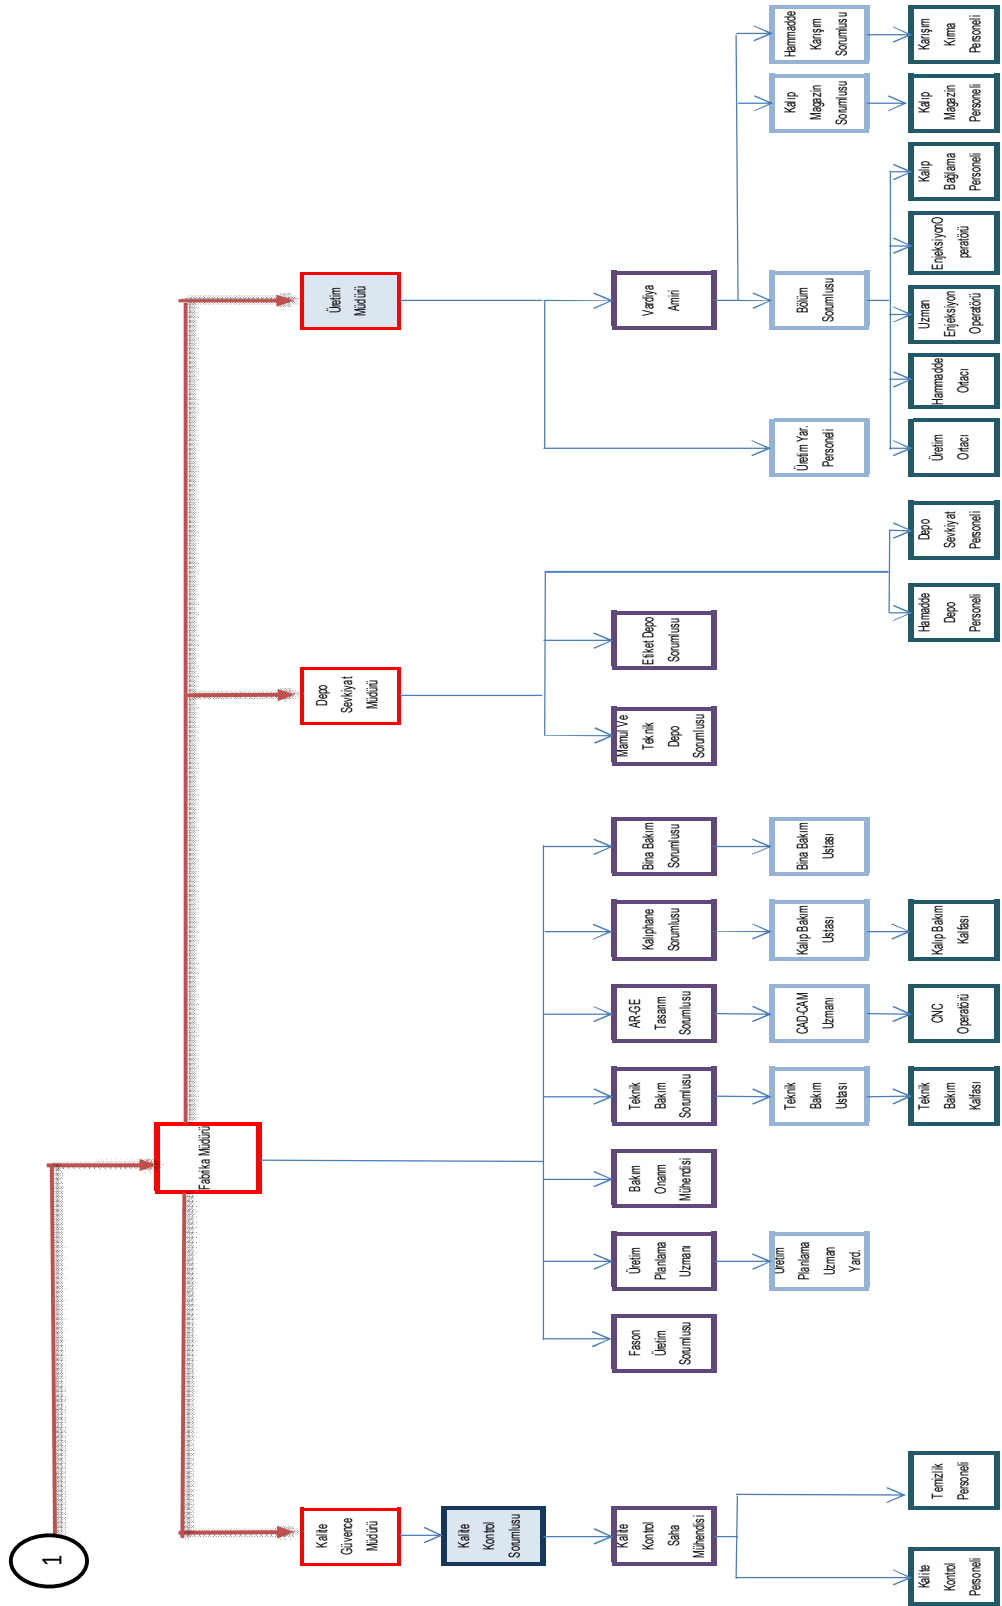 1
Fabrika Müdürü
Kalite
Güvence
Müdürü
Depo
Sevkiyat
Müdürü
Üretim
Müdürü
Kalite
Kontrol
Sorumlusu
Kalite
Kontrol
Saha
Mühendisi
Fason
Üretim
Sorumlusu
Üretim
Planlama
Uzmanı
Bakım
Onarım
Mühendisi
Teknik
Bakım
Sorumlusu
AR-GE
Tasarım
Sorumlusu
Kalıphane
Sorumlusu
Bina Bakım
Sorumlusu
Mamul Ve
Teknik
Depo
Sorumlusu
Etiket Depo
Sorumlusu
Vardiya
Amiri
Üretim
Planlama
Uzman
Yard.
Teknik
Bakım
Ustası
CAD-CAM
Uzmanı
Kalıp Bakım
Ustası
Bina Bakım
Ustası
Üretim Yar.
Personeli
Bölüm
Sorumlusu
Kalıp
Magazin
Sorumlusu
Hammadde
Karışım
Sorumlusu
Kalite
Kontrol
Personeli
Temizlik
Personeli
Teknik
Bakım
Kalfası
CNC
Operatörü
Kalıp Bakım
Kalfası
Hamadde
Depo
Personeli
Depo
Sevkiyat
Personeli
Üretim
Ortacı
Hammadde
Ortacı
Uzman
Enjeksiyon
Operatörü
EnjeksiyonO
peratörü
Kalıp
Bağlama
Personeli
Kalıp
Magazin
Personeli
Karışım
Kırma
Personeli